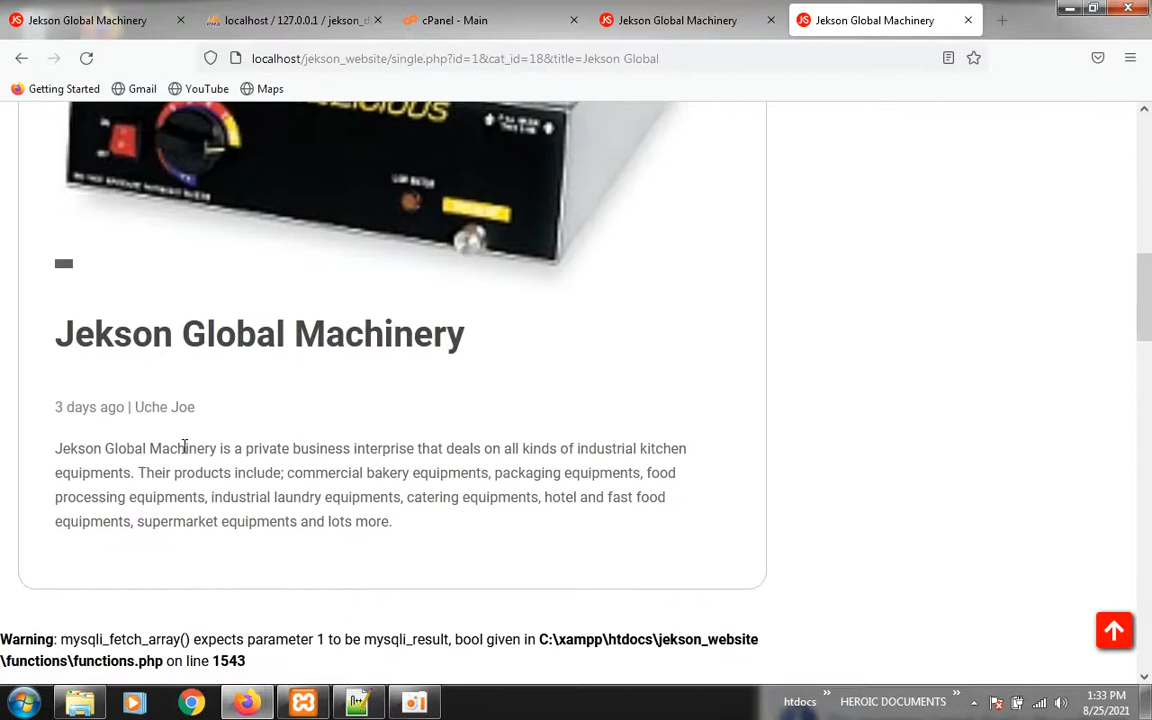 Jekson Global Machinery
localhost / 127.0.0.1 / jekson_d
cPanel - Main
Jekson Global Machinery
Jekson Global Machinery
localhost/jekson_website/single.php?id=1&cat_id=18&title=Jekson Global
Getting Started
Gmail
YouTube
Maps
Jekson Global Machinery
3 days ago | Uche Joe
Jekson Global Machinery is a private business interprise that deals on all kinds of industrial kitchen
equipments. Their products include; commercial bakery equipments, packaging equipments, food
processing equipments, industrial laundry equipments, catering equipments, hotel and fast food
equipments, supermarket equipments and lots more.
Warning: mysqli_fetch_array() expects parameter 1 to be mysqli_result, bool given in C:\xampp\htdocs\jekson_website
\functions\functions.php on line 1543
htdocs
HEROIC DOCUMENTS
1:33 PM
8/25/2021